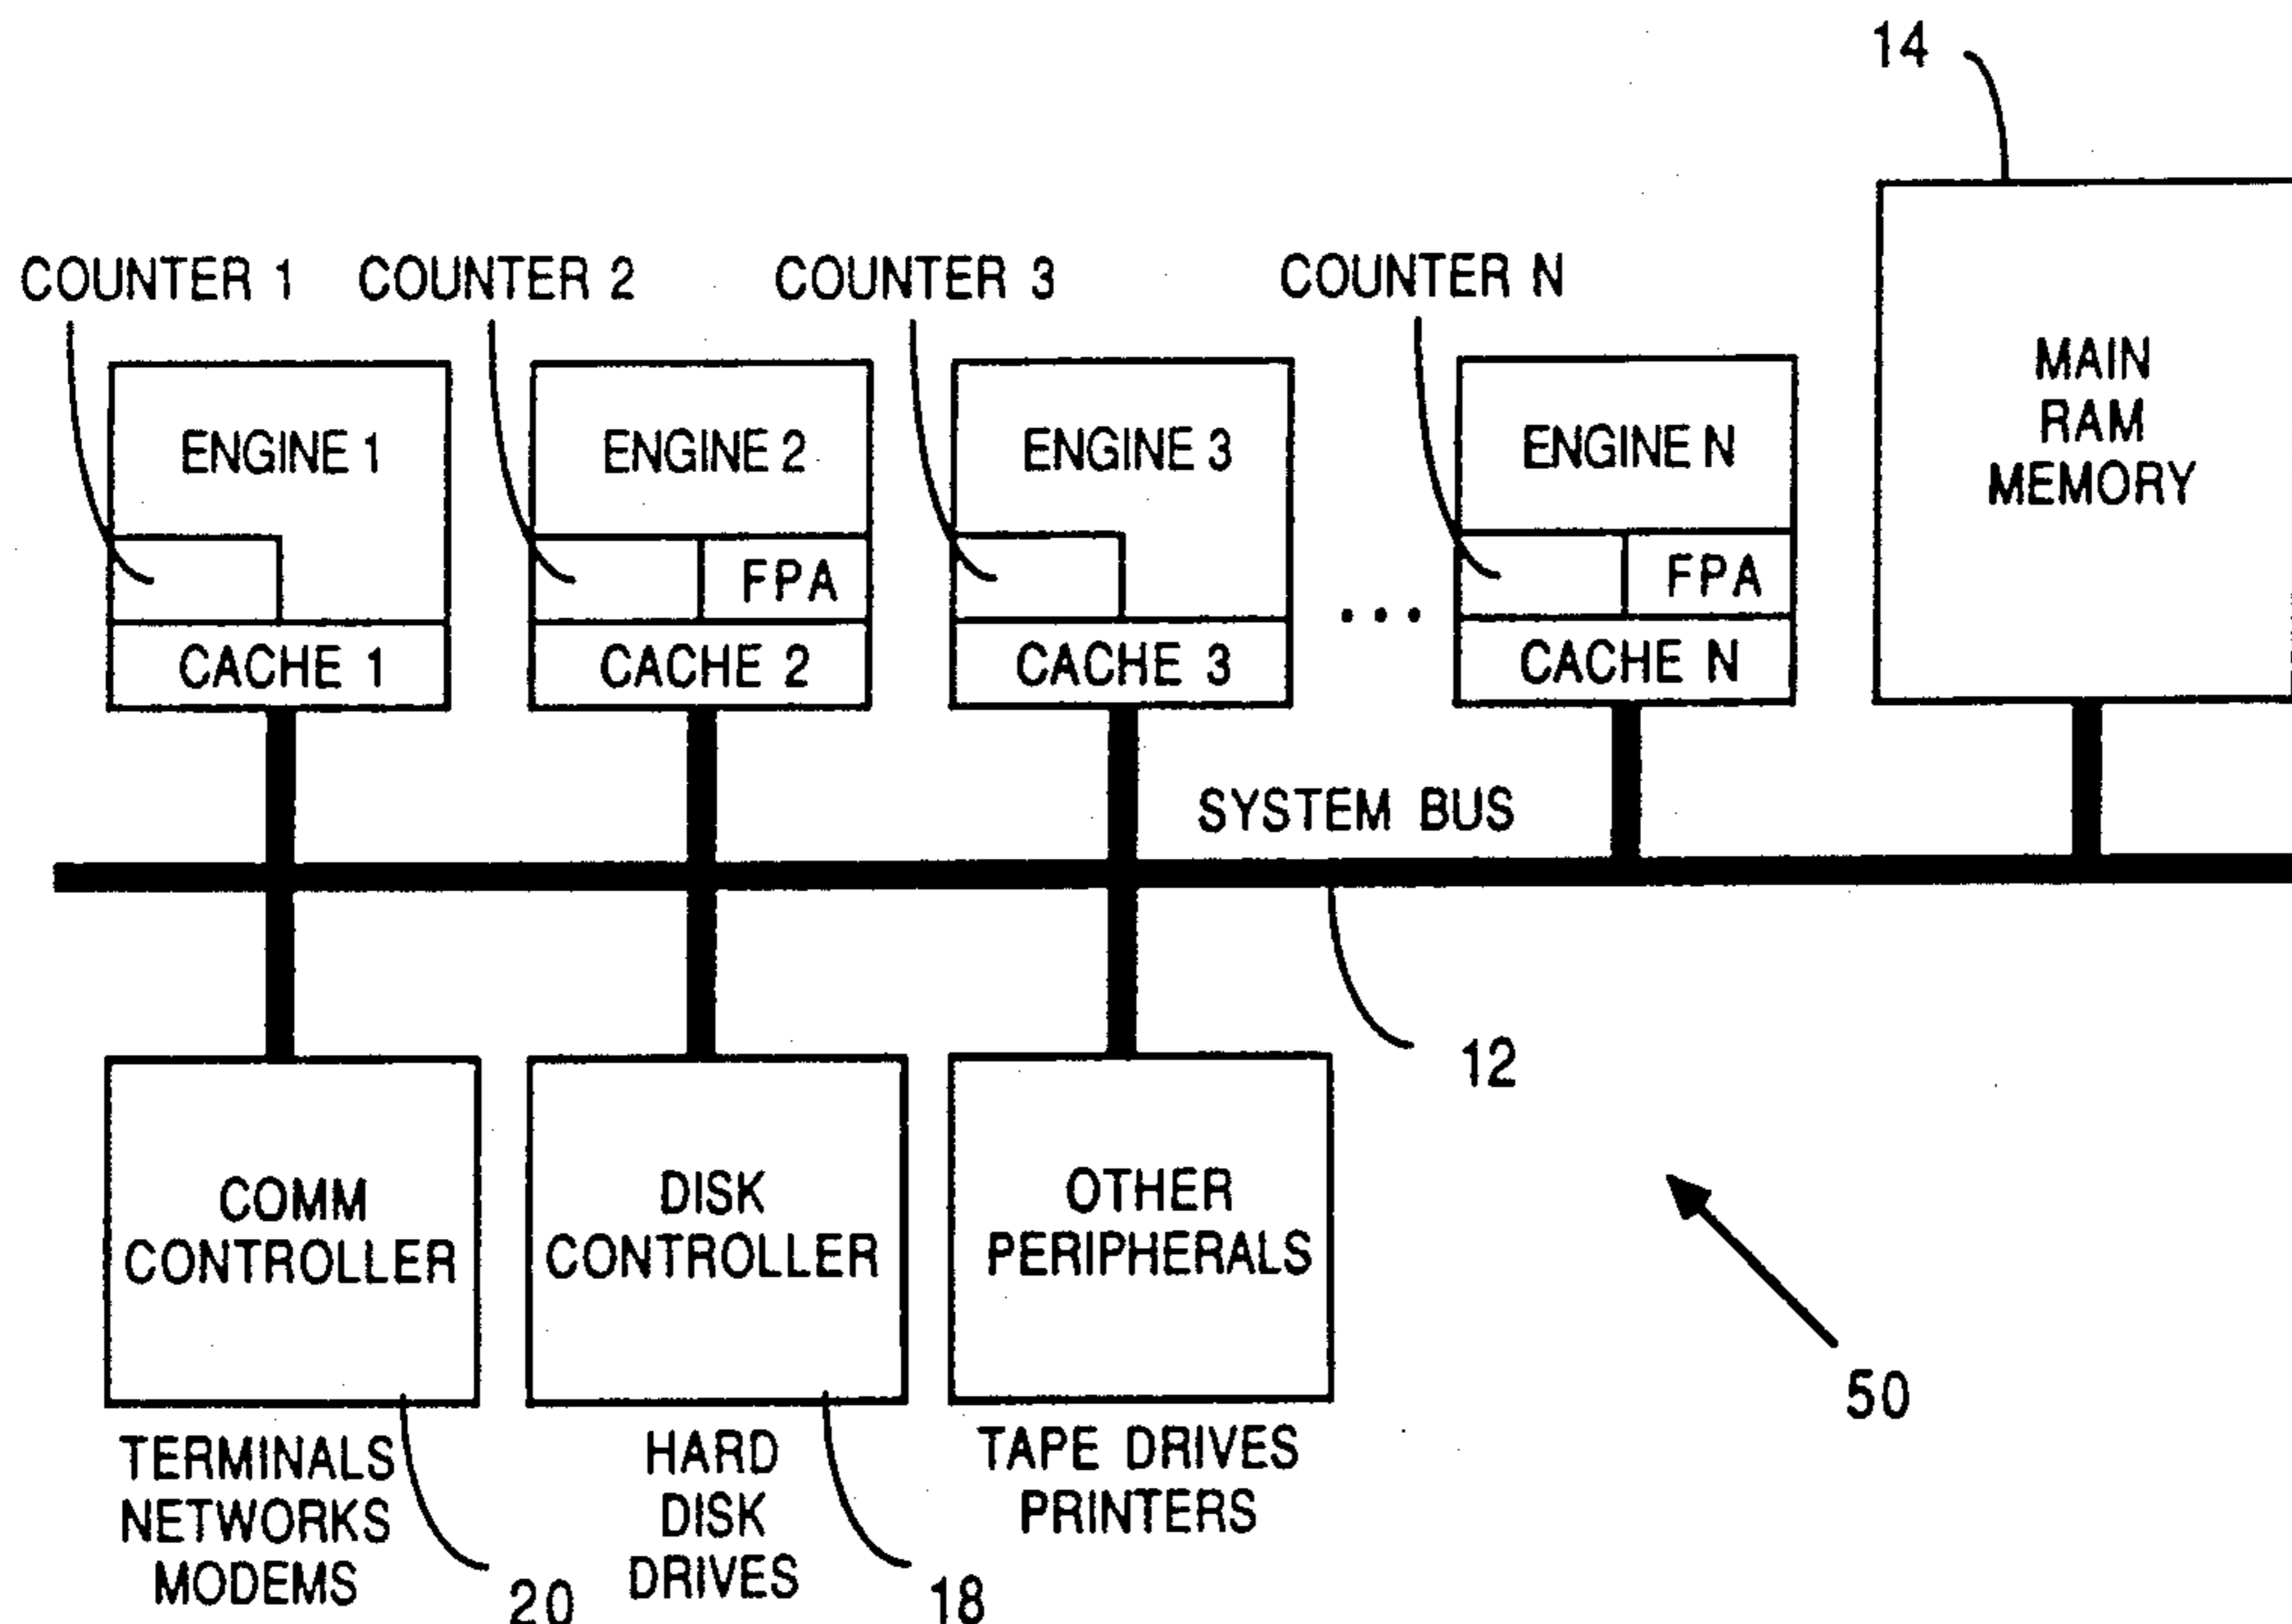 14
COUNTER 1
COUNTER 2
COUNTER 3
COUNTER N
ENGINE 1
ENGINE 2
ENGINE 3
ENGINE N
MAIN
RAM
MEMORY
FPA
FPA
...
CACHE 1
CACHE 2
CACHE 3
CACHE N
SYSTEM BUS
12
COMM
CONTROLLER
DISK
CONTROLLER
OTHER
PERIPHERALS
50
TERMINALS
NETWORKS
MODEMS
20
HARD
DISK
DRIVES
18
TAPE DRIVES
PRINTERS